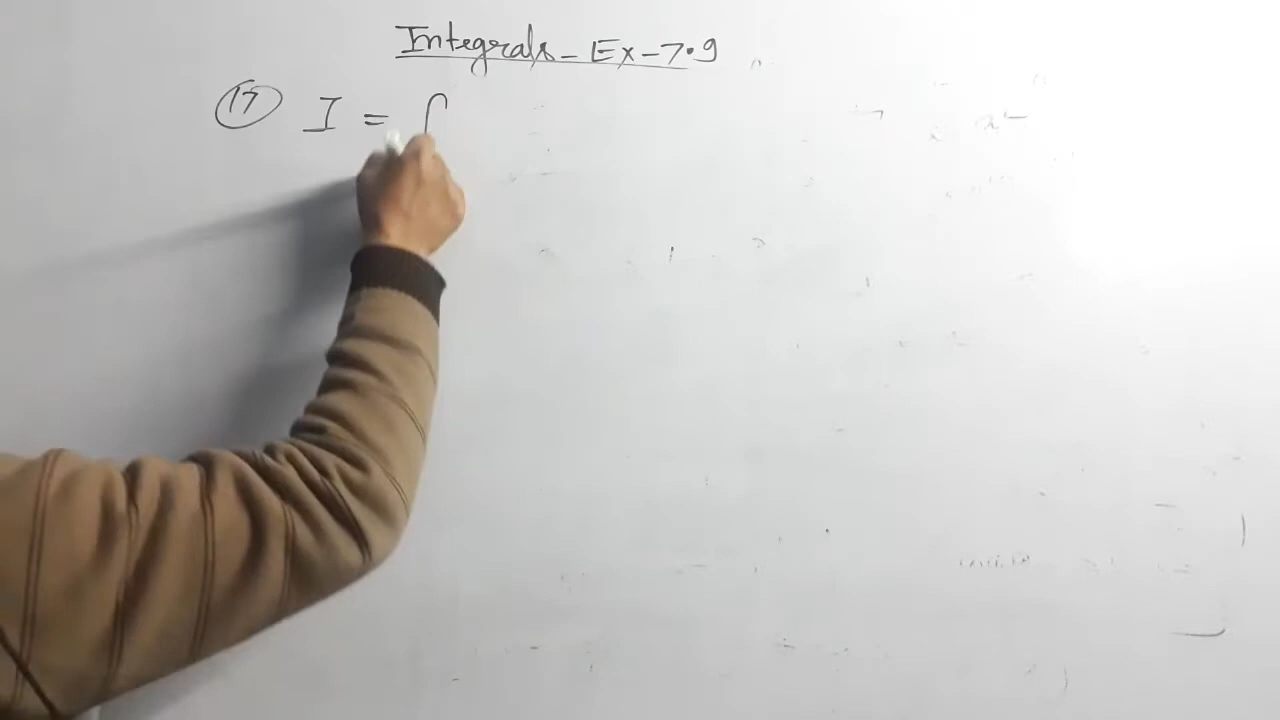 Integrals - Ex - 7.9
17 I = ∫